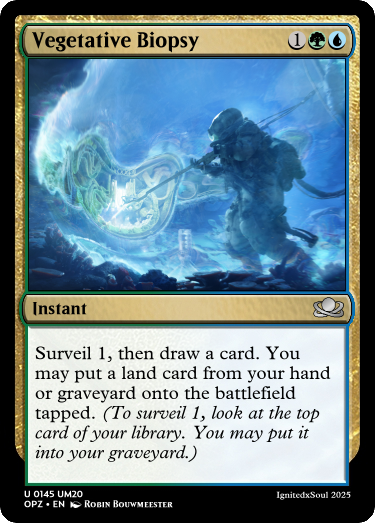 Vegetative Biopsy 1
Instant
Surveil 1, then draw a card. You
may put a land card from your hand
or graveyard onto the battlefield
tapped. (To surveil 1, look at the top
card of your library. You may put it
into your graveyard.)
U 0145 UM20
OPZ • EN Robin Bouwmeester
IgnitedxSoul 2025